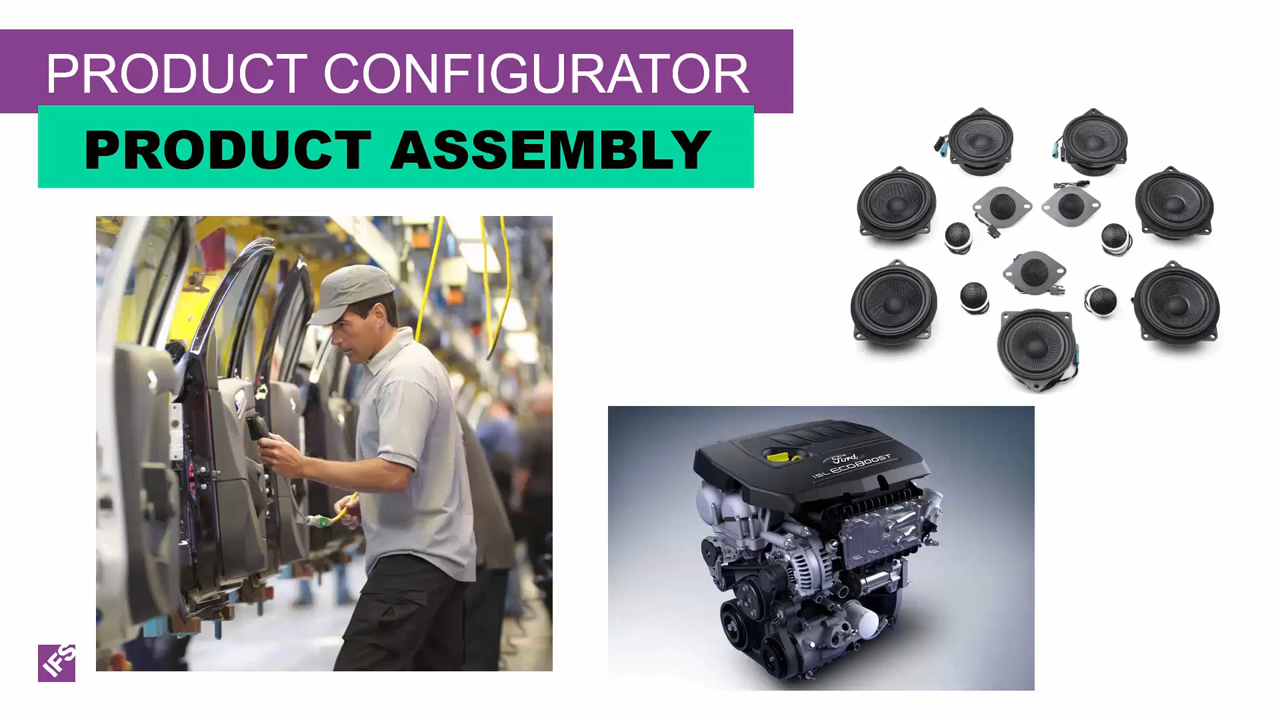 PRODUCT CONFIGURATOR
PRODUCT ASSEMBLY
Ford
1.5L ECOBOOST
IFS